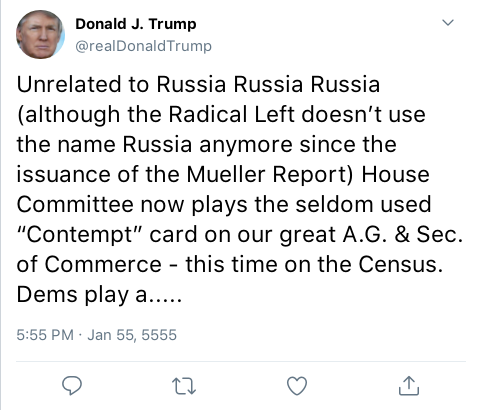 Donald J. Trump
@realDonaldTrump
Unrelated to Russia Russia Russia
(although the Radical Left doesn’t use
the name Russia anymore since the
issuance of the Mueller Report) House
Committee now plays the seldom used
“Contempt” card on our great A.G. & Sec.
of Commerce - this time on the Census.
Dems play a.....
5:55 PM · Jan 55, 5555